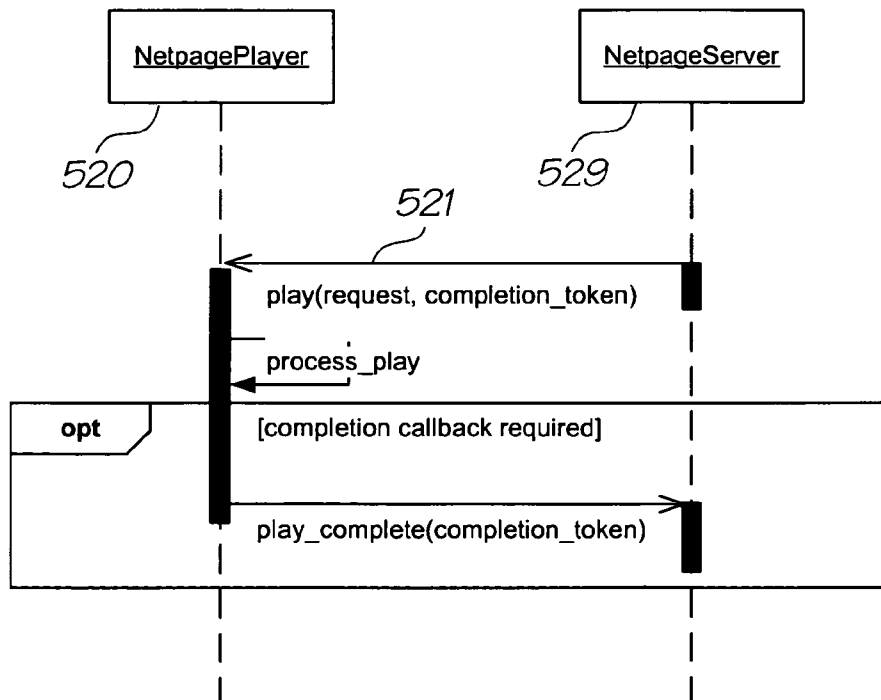 NetpagePlayer
NetpageServer
520
529
521
play(request, completion_token)
process_play
opt
[completion callback required]
play_complete(completion_token)